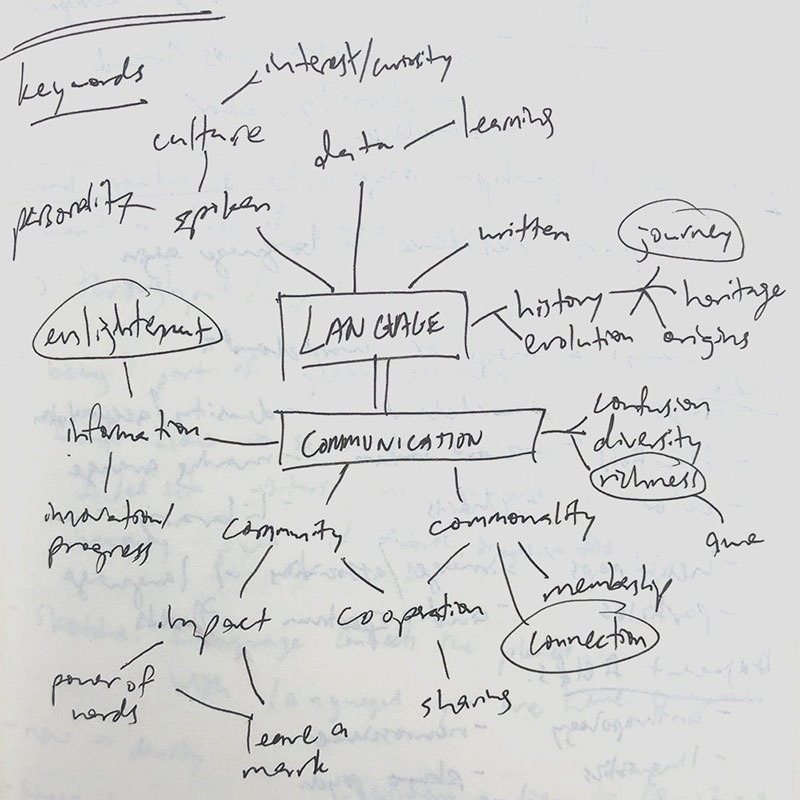 keywords
interest/curiosity
culture
data
learning
personality
spoken
written
journey
LANGUAGE
history
heritage
evolution
origins
enlightenment
information
COMMUNICATION
confusion
diversity
richness
innovation/
progress
community
commonality
membership
impact
cooperation
connection
power of
words
sharing
leave a
mark